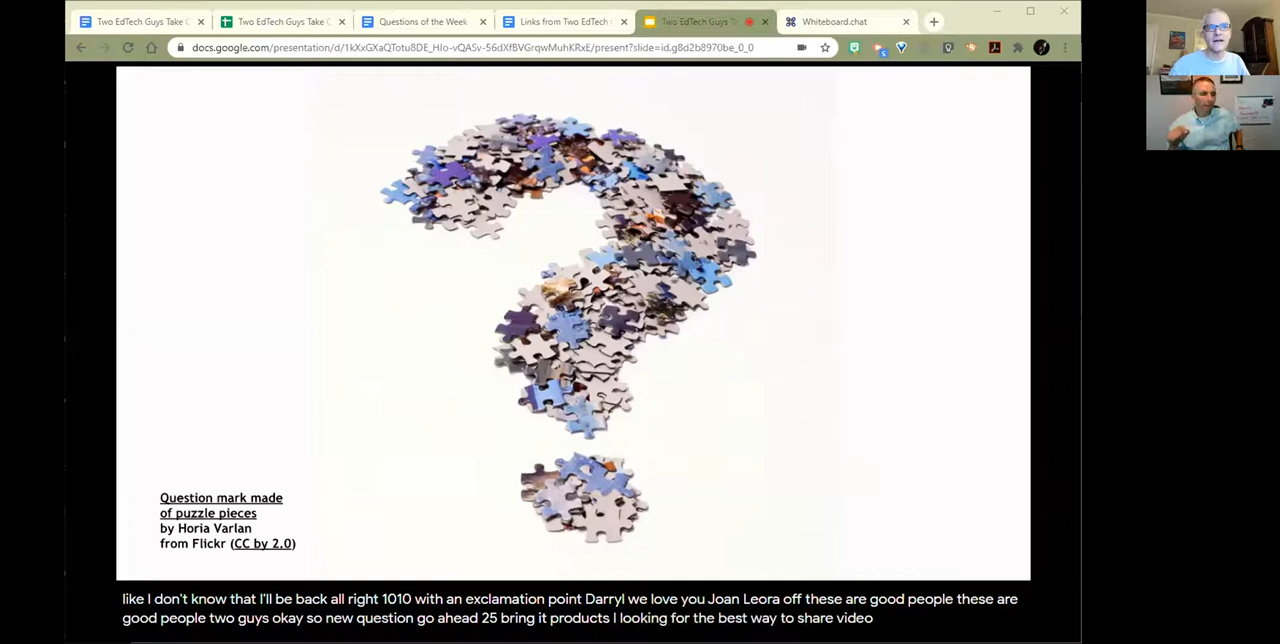 Two EdTech Guys Take Q
Two EdTech Guys Take Q
Questions of the Week
Links from Two EdTech
Two EdTech Guys Ta
Whiteboard.chat
docs.google.com/presentation/d/1kXxGXaQTotu8DE_Hlo-vQASv-56dXfBVGrqwMuhKRxE/present?slide=id.g8d2b8970be_0_0
Question mark made
of puzzle pieces
by Horia Varlan
from Flickr (CC by 2.0)
like I don't know that I'll be back all right 1010 with an exclamation point Darryl we love you Joan Leora off these are good people these are
good people two guys okay so new question go ahead 25 bring it products I looking for the best way to share video